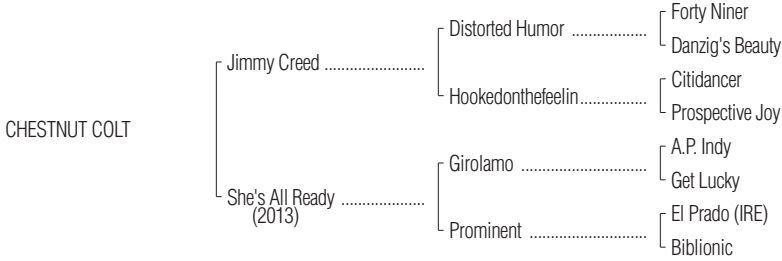 Forty Niner
Distorted Humor ....................
Danzig's Beauty
Jimmy Creed ..........................
Citidancer
Hookedonthefeelin..................
Prospective Joy
CHESTNUT COLT
A.P. Indy
Girolamo ................................
Get Lucky
She's All Ready ......................
(2013)
El Prado (IRE)
Prominent ..............................
Biblionic